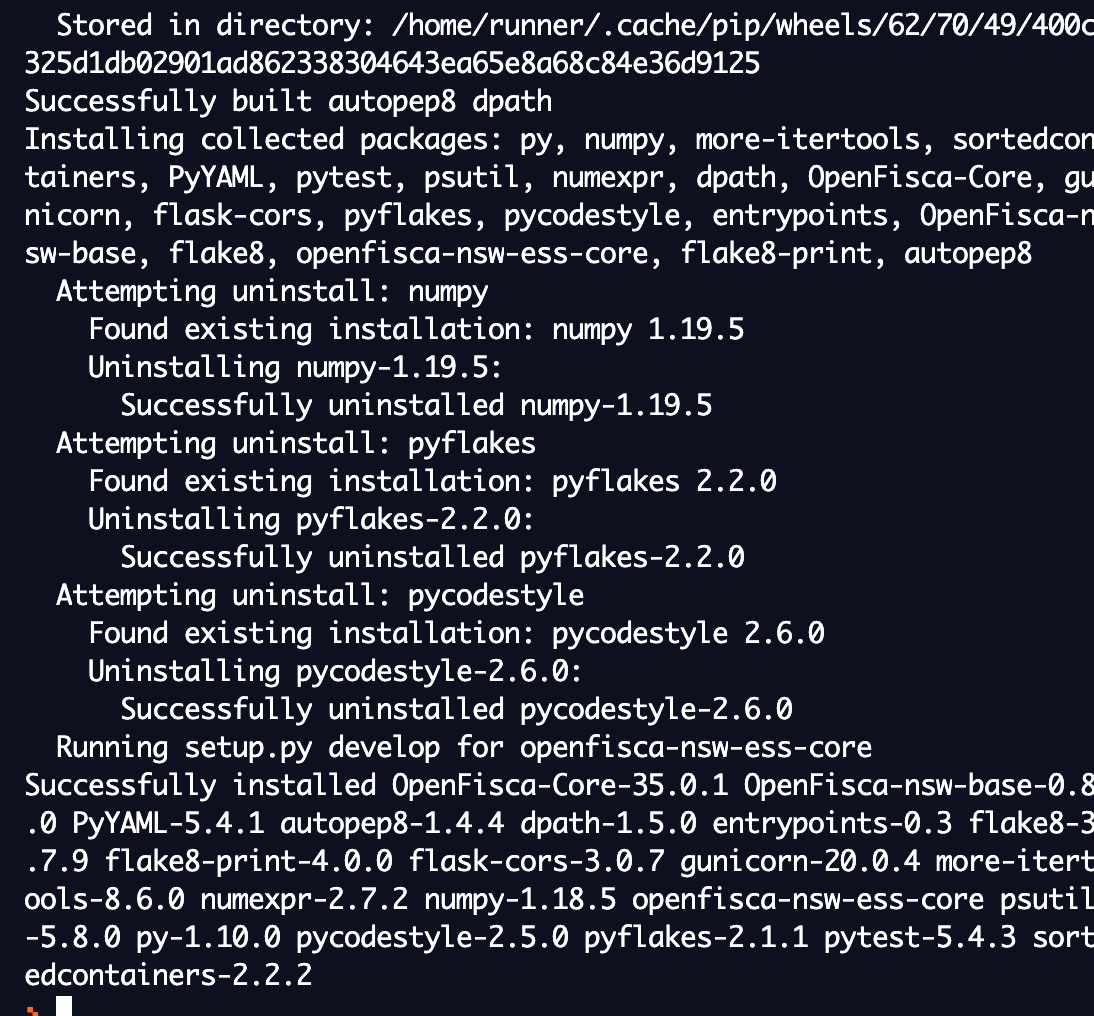 Stored in directory: /home/runner/.cache/pip/wheels/62/70/49/400c
325d1db02901ad862338304643ea65e8a68c84e36d9125
Successfully built autopep8 dpath
Installing collected packages: py, numpy, more-itertools, sortedcon
tainers, PyYAML, pytest, psutil, numexpr, dpath, OpenFisca-Core, gu
nicorn, flask-cors, pyflakes, pycodestyle, entrypoints, OpenFisca-n
sw-base, flake8, openfisca-nsw-ess-core, flake8-print, autopep8
Attempting uninstall: numpy
Found existing installation: numpy 1.19.5
Uninstalling numpy-1.19.5:
Successfully uninstalled numpy-1.19.5
Attempting uninstall: pyflakes
Found existing installation: pyflakes 2.2.0
Uninstalling pyflakes-2.2.0:
Successfully uninstalled pyflakes-2.2.0
Attempting uninstall: pycodestyle
Found existing installation: pycodestyle 2.6.0
Uninstalling pycodestyle-2.6.0:
Successfully uninstalled pycodestyle-2.6.0
Running setup.py develop for openfisca-nsw-ess-core
Successfully installed OpenFisca-Core-35.0.1 OpenFisca-nsw-base-0.8
.0 PyYAML-5.4.1 autopep8-1.4.4 dpath-1.5.0 entrypoints-0.3 flake8-3
.7.9 flake8-print-4.0.0 flask-cors-3.0.7 gunicorn-20.0.4 more-itert
ools-8.6.0 numexpr-2.7.2 numpy-1.18.5 openfisca-nsw-ess-core psutil
-5.8.0 py-1.10.0 pycodestyle-2.5.0 pyflakes-2.1.1 pytest-5.4.3 sort
edcontainers-2.2.2